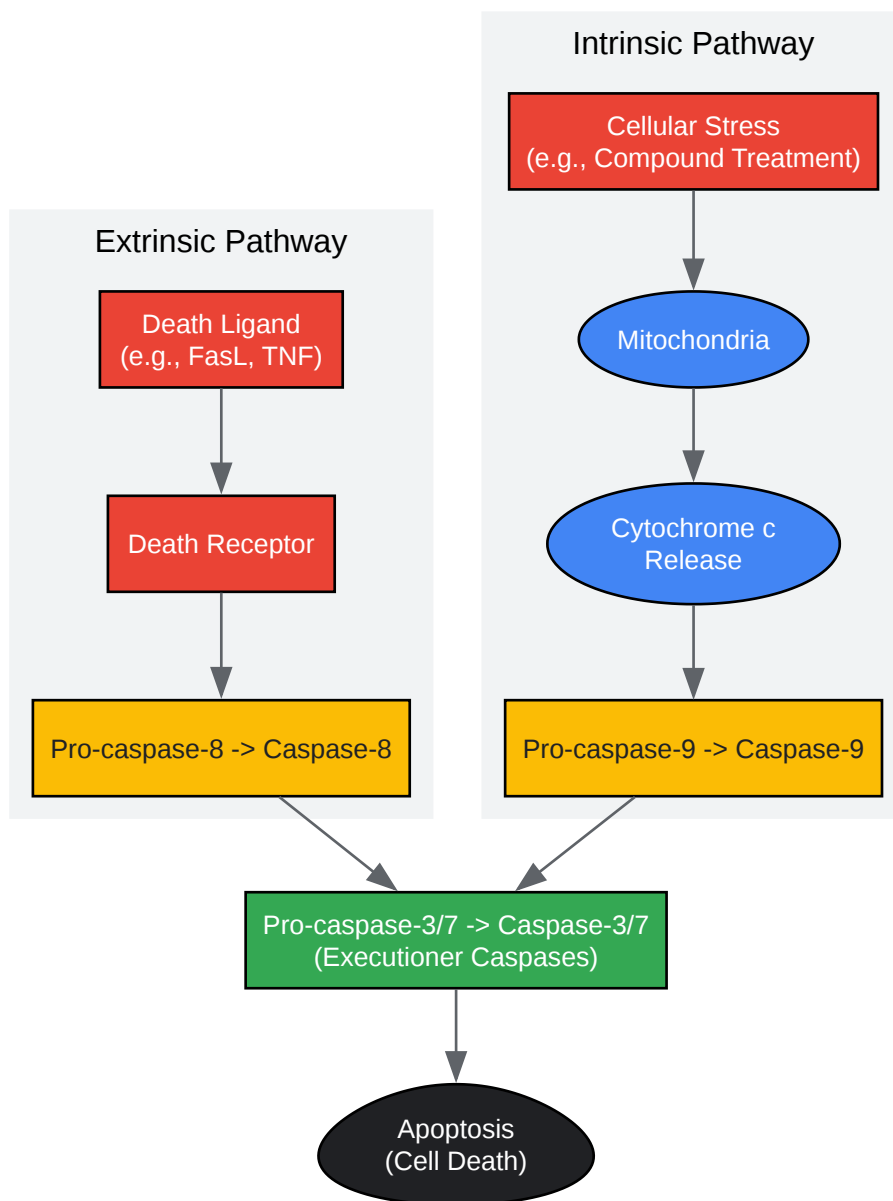 Extrinsic Pathway
Death Ligand
(e.g., FasL, TNF)
Death Receptor
Pro-caspase-8 -> Caspase-8
Intrinsic Pathway
Cellular Stress
(e.g., Compound Treatment)
Mitochondria
Cytochrome c
Release
Pro-caspase-9 -> Caspase-9
Pro-caspase-3/7 -> Caspase-3/7
(Executioner Caspases)
Apoptosis
(Cell Death)